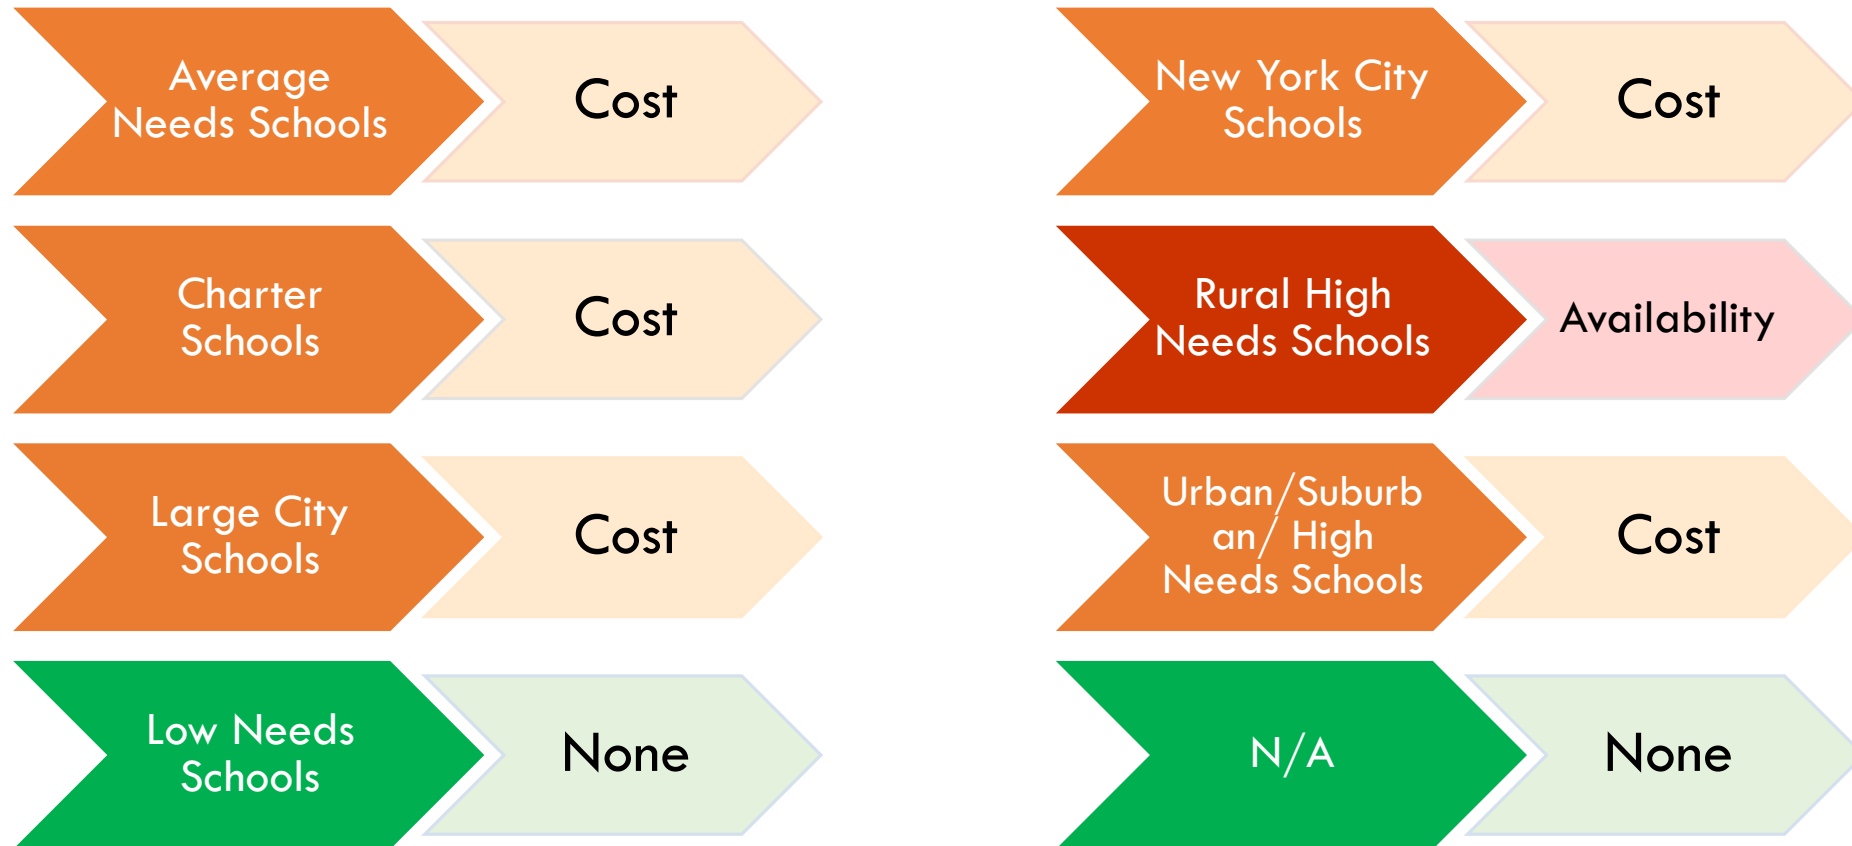 Average
Needs Schools
Cost
Charter
Schools
Cost
Large City
Schools
Cost
Low Needs
Schools
None
New York City
Schools
Cost
Rural High
Needs Schools
Availability
Urban/Suburb
an/ High
Needs Schools
Cost
N/A
None